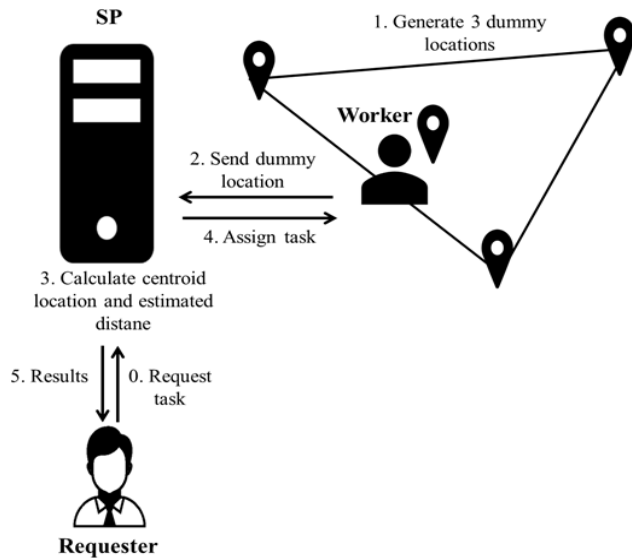 SP
1. Generate 3 dummy
locations
Worker
2. Send dummy
location
4. Assign task
3. Calculate centroid
location and estimated
distane
5. Results
0. Request
task
Requester